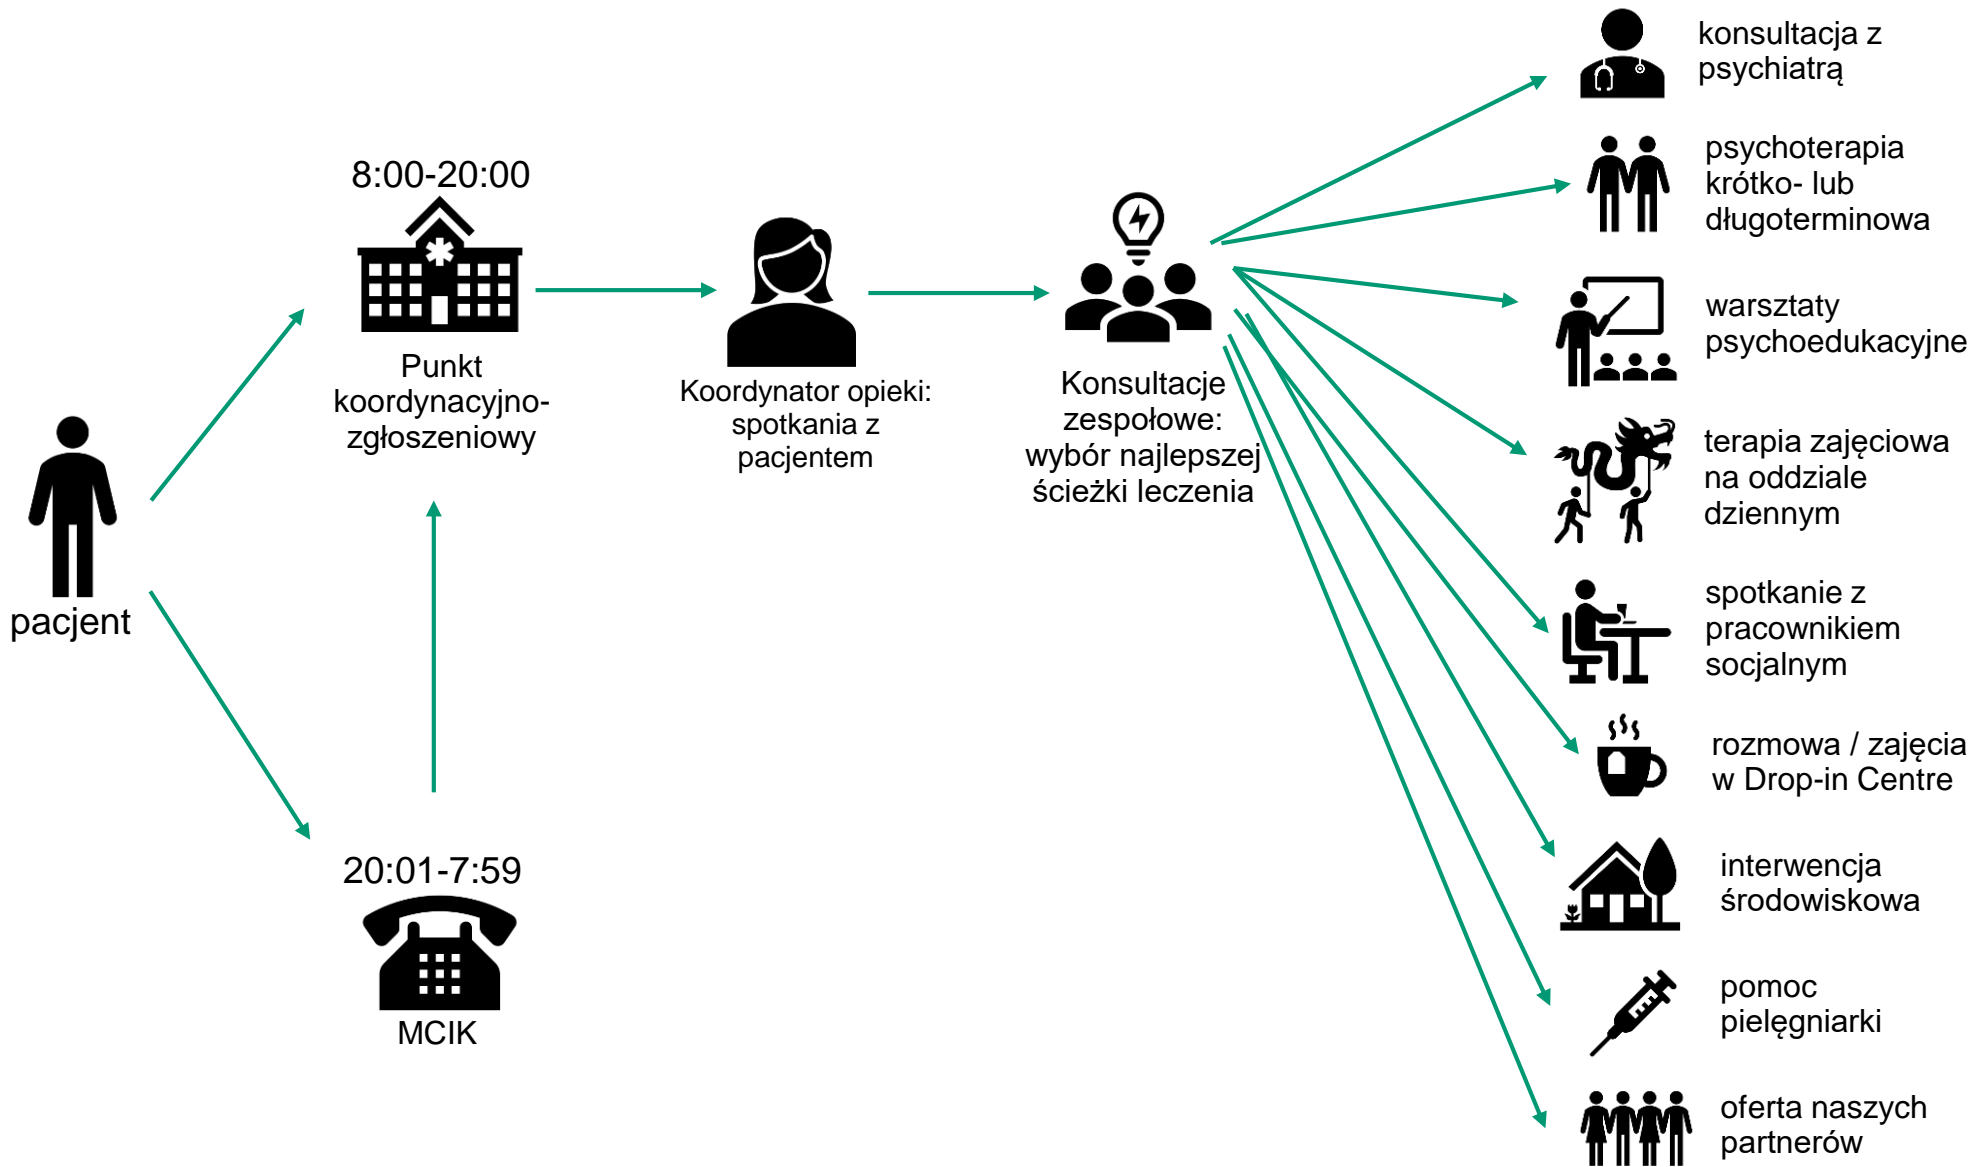 pacjent
8:00-20:00
Punkt
koordynacyjno-
zgłoszeniowy
20:01-7:59
MCIK
Koordynator opieki:
spotkania z
pacjentem
Konsultacje
zespołowe:
wybór najlepszej
ścieżki leczenia
konsultacja z
psychiatrą
psychoterapia
krótko- lub
długoterminowa
warsztaty
psychoedukacyjne
terapia zajęciowa
na oddziale
dziennym
spotkanie z
pracownikiem
socjalnym
rozmowa / zajęcia
w Drop-in Centre
interwencja
środowiskowa
pomoc
pielęgniarki
oferta naszych
partnerów